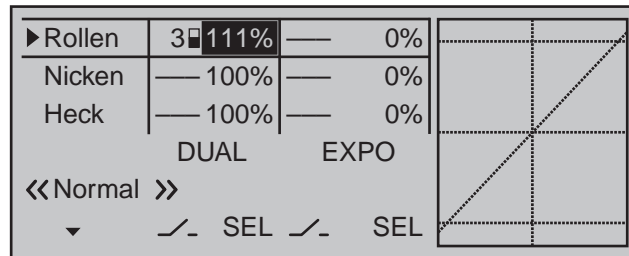 Rollen 3 111% ––– 0%
Nicken ––– 100% ––– 0%
Heck ––– 100% ––– 0%
DUAL EXPO
«Normal »
SEL SEL